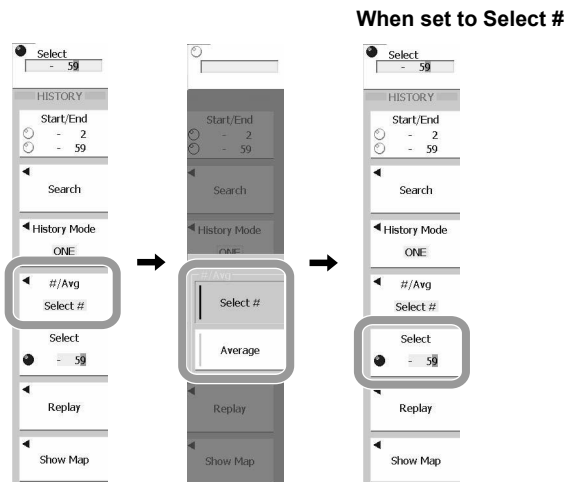 When set to Select #
Select
- 59
HISTORY
Start/End
- 2
- 59
Search
History Mode
ONE
#/Avg
Select #
Select
- 59
Replay
Show Map
Start/End
- 2
- 59
Search
History Mode
ONE
#/Avg
Select #
Average
Replay
Show Map
Select
- 59
HISTORY
Start/End
- 2
- 59
Search
History Mode
ONE
#/Avg
Select #
Select
- 59
Replay
Show Map